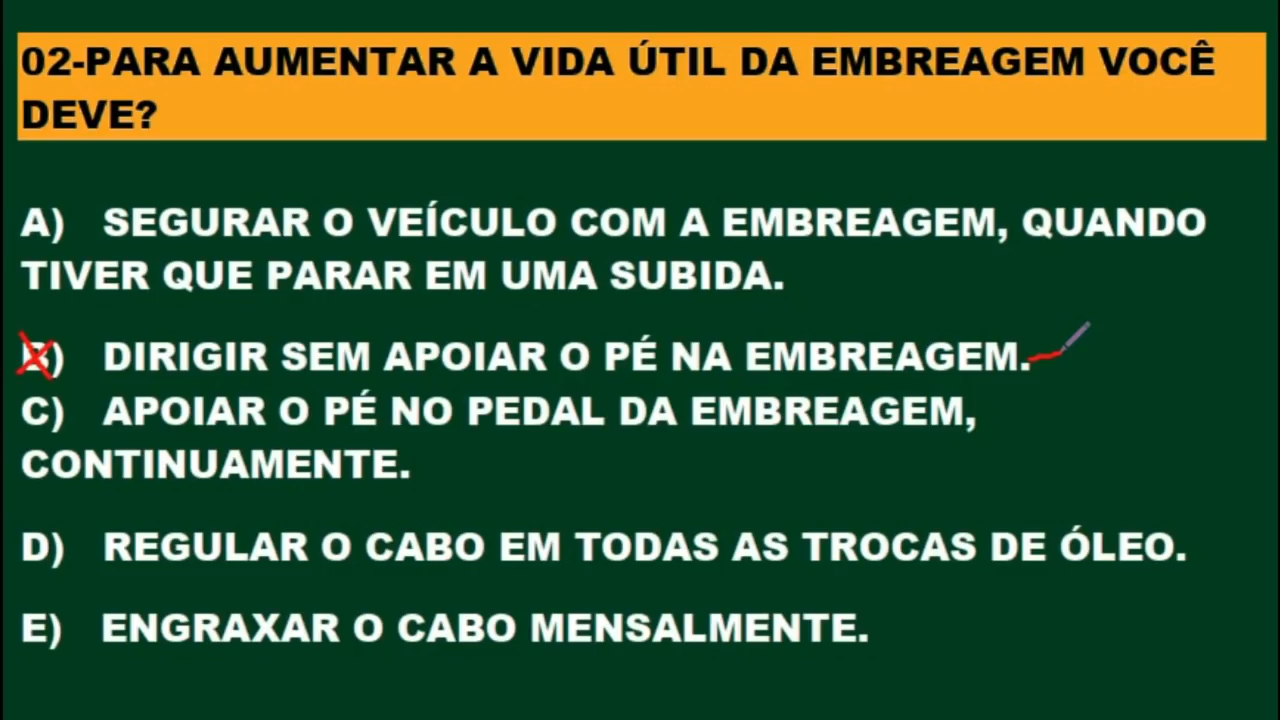 02-PARA AUMENTAR A VIDA ÚTIL DA EMBREAGEM VOCÊ
DEVE?
A) SEGURAR O VEÍCULO COM A EMBREAGEM, QUANDO
TIVER QUE PARAR EM UMA SUBIDA.
B) DIRIGIR SEM APOIAR O PÉ NA EMBREAGEM.
C) APOIAR O PÉ NO PEDAL DA EMBREAGEM,
CONTINUAMENTE.
D) REGULAR O CABO EM TODAS AS TROCAS DE ÓLEO.
E) ENGRAXAR O CABO MENSALMENTE.